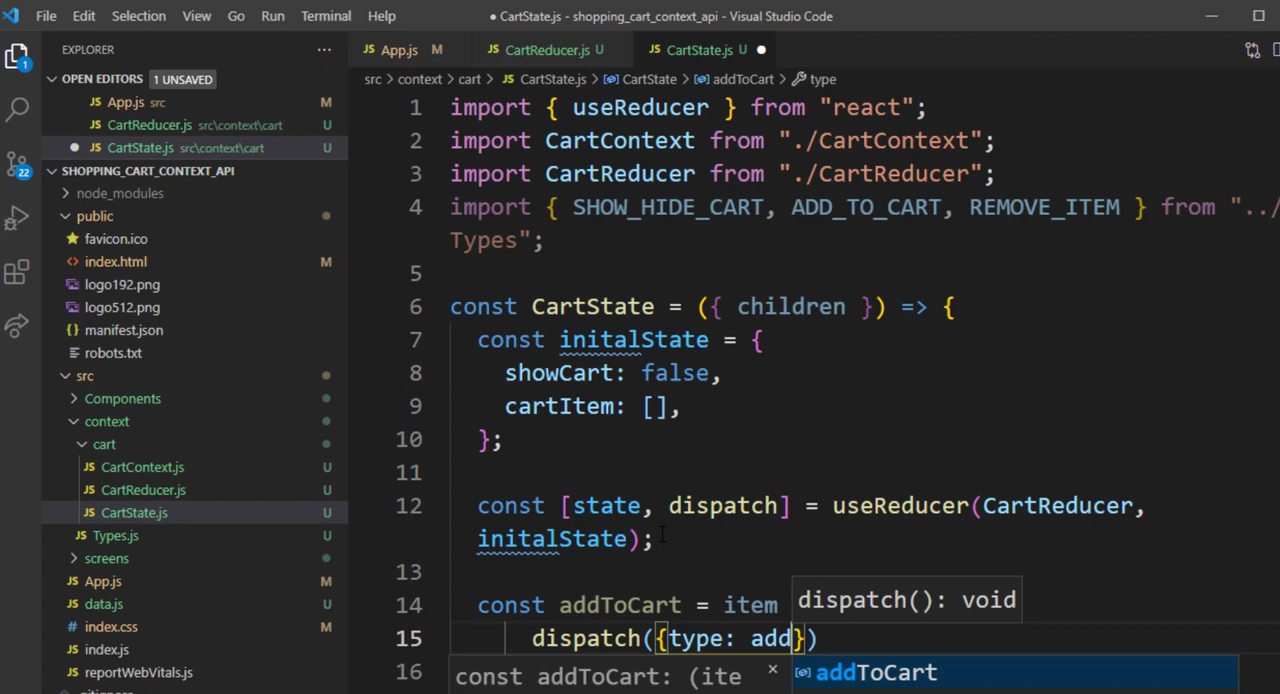 File Edit Selection View Go Run Terminal Help
● CartState.js - shopping_cart_context_api - Visual Studio Code
EXPLORER
OPEN EDITORS 1 UNSAVED
JS App.js src M
JS CartReducer.js src\context\cart U
● JS CartState.js src\context\cart U
SHOPPING_CART_CONTEXT_API
node_modules
public
favicon.ico
index.html M
logo192.png
logo512.png
manifest.json
robots.txt
src
Components
context
cart
JS CartContext.js U
JS CartReducer.js U
JS CartState.js U
JS Types.js U
screens
JS App.js M
JS data.js U
# index.css M
JS index.js
JS reportWebVitals.js
1
22
JS App.js M
JS CartReducer.js U
JS CartState.js U ●
src > context > cart > JS CartState.js > CartState > addToCart > type
1 import { useReducer } from "react";
2 import CartContext from "./CartContext";
3 import CartReducer from "./CartReducer";
4 import { SHOW_HIDE_CART, ADD_TO_CART, REMOVE_ITEM } from "../
Types";
5
6 const CartState = ({ children }) => {
7 const initalState = {
8 showCart: false,
9 cartItem: [],
10 };
11
12 const [state, dispatch] = useReducer(CartReducer,
initalState);
13
14 const addToCart = item
dispatch(): void
15 dispatch({type: add})
16
const addToCart: (ite ×
addToCart